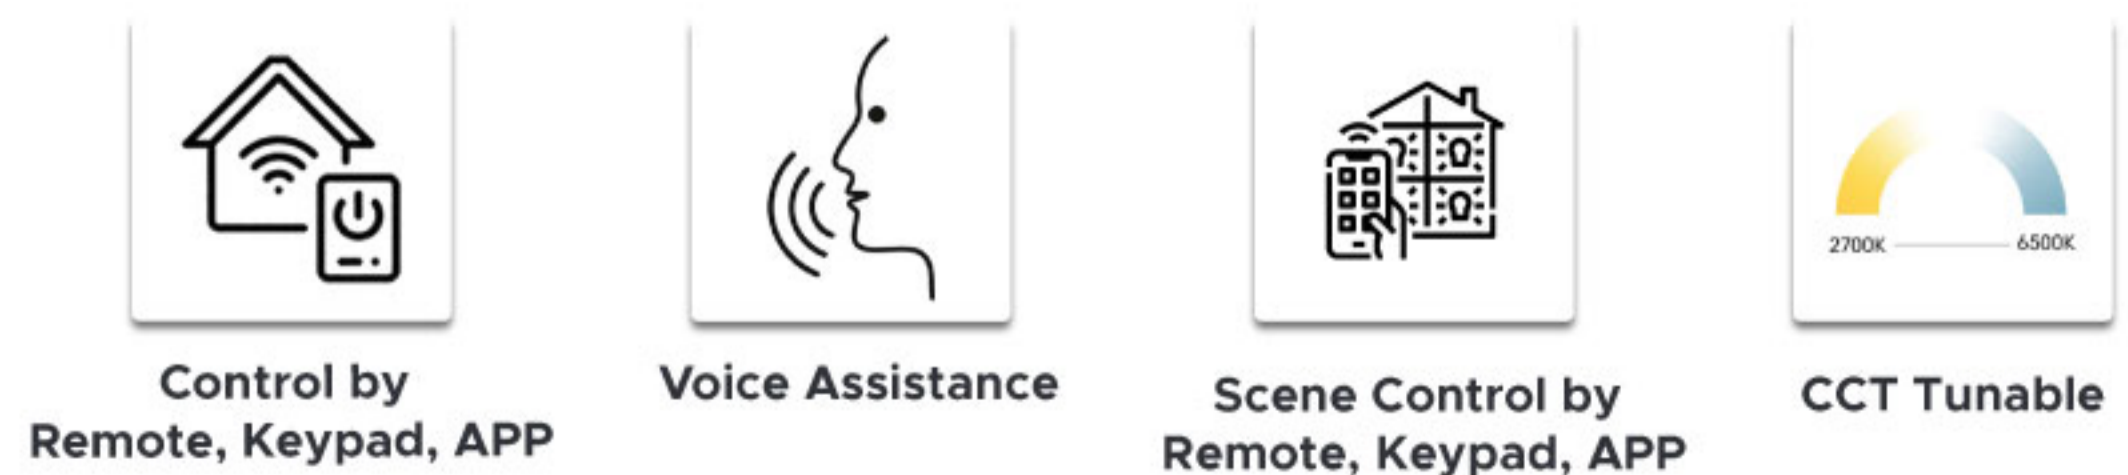 Control by
Remote, Keypad, APP
Voice Assistance
Scene Control by
Remote, Keypad, APP
2700K
6500K
CCT Tunable